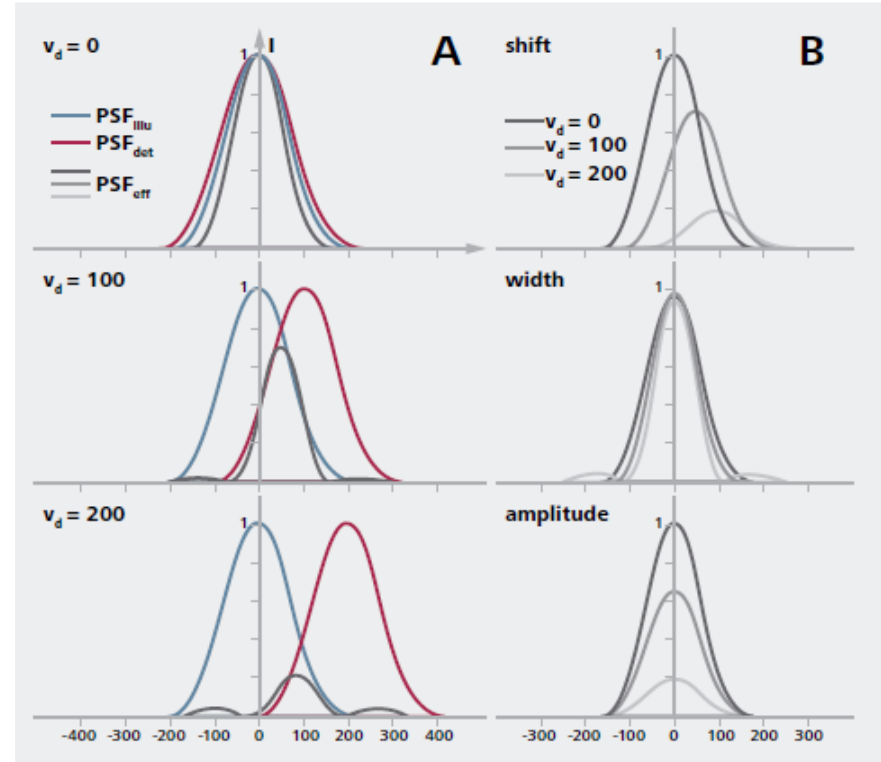 v_d = 0
1
I
A
PSF_Illu
PSF_det
PSF_eff
v_d = 100
1
v_d = 200
1
-400 -300 -200 -100 0 100 200 300 400
shift
1
B
v_d = 0
v_d = 100
v_d = 200
width
1
amplitude
1
-300 -200 -100 0 100 200 300